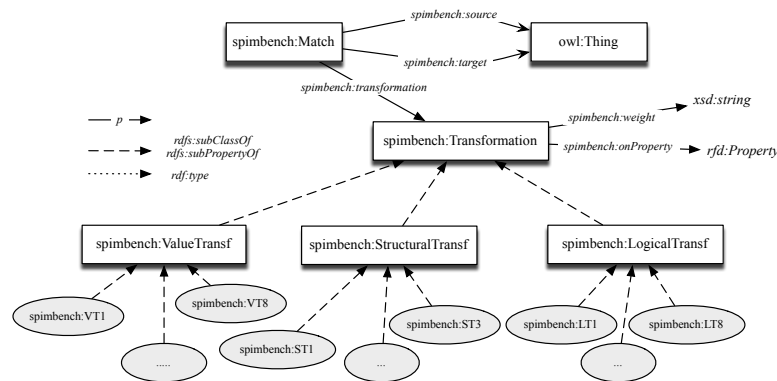 spimbench:source
spimbench:Match
owl:Thing
spimbench:target
spimbench:transformation
xsd:string
p
spimbench:weight
rdfs:subClassOf
rdfs:subPropertyOf
spimbench:Transformation
spimbench:onProperty
rfd:Property
rdf:type
spimbench:ValueTransf
spimbench:StructuralTransf
spimbench:LogicalTransf
spimbench:VT1
spimbench:VT8
spimbench:ST1
spimbench:ST3
spimbench:LT1
spimbench:LT8
.....
...
...